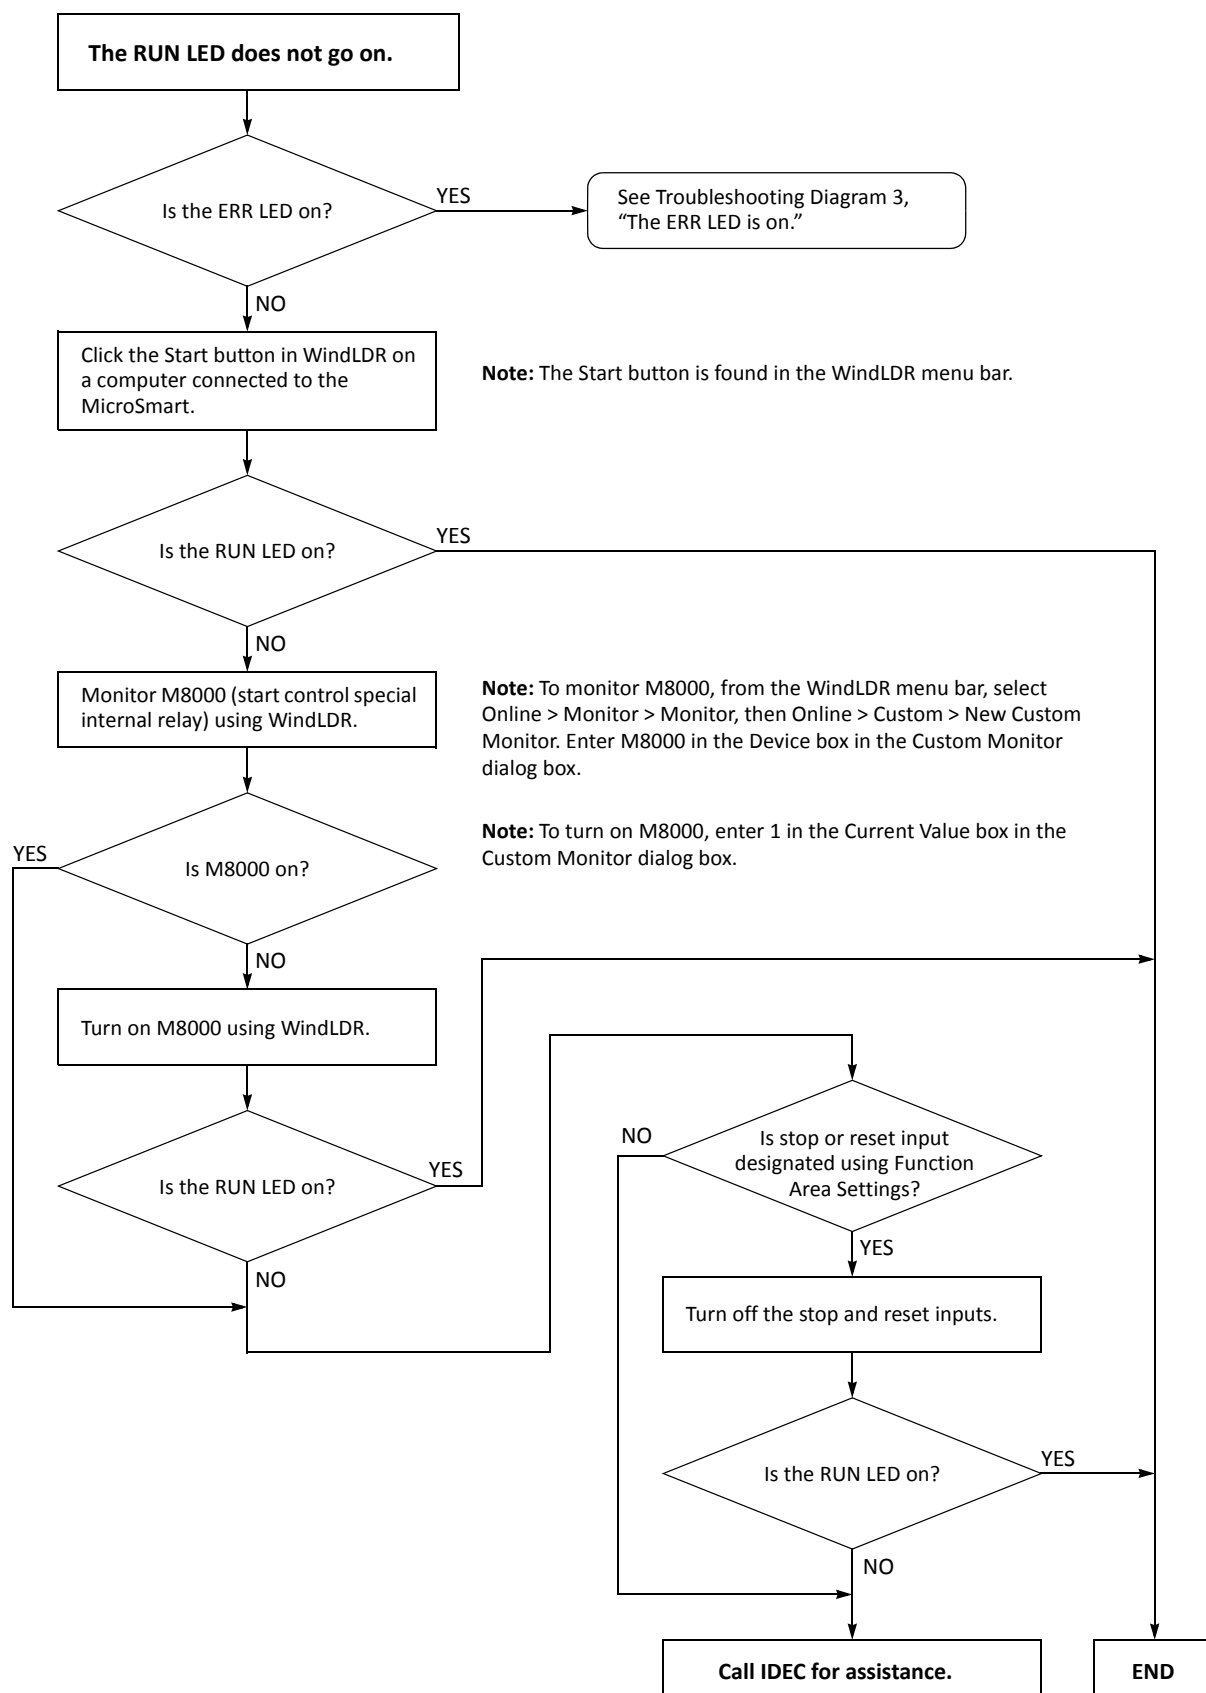 The RUN LED does not go on.
Is the ERR LED on?
YES
See Troubleshooting Diagram 3,
“The ERR LED is on.”
NO
Click the Start button in WindLDR on
a computer connected to the
MicroSmart.
Note: The Start button is found in the WindLDR menu bar.
Is the RUN LED on?
YES
NO
Monitor M8000 (start control special
internal relay) using WindLDR.
Note: To monitor M8000, from the WindLDR menu bar, select
Online > Monitor > Monitor, then Online > Custom > New Custom
Monitor. Enter M8000 in the Device box in the Custom Monitor
dialog box.
Note: To turn on M8000, enter 1 in the Current Value box in the
Custom Monitor dialog box.
YES
Is M8000 on?
NO
Turn on M8000 using WindLDR.
Is the RUN LED on?
YES
NO
NO
Is stop or reset input
designated using Function
Area Settings?
YES
Turn off the stop and reset inputs.
Is the RUN LED on?
YES
NO
Call IDEC for assistance.
END